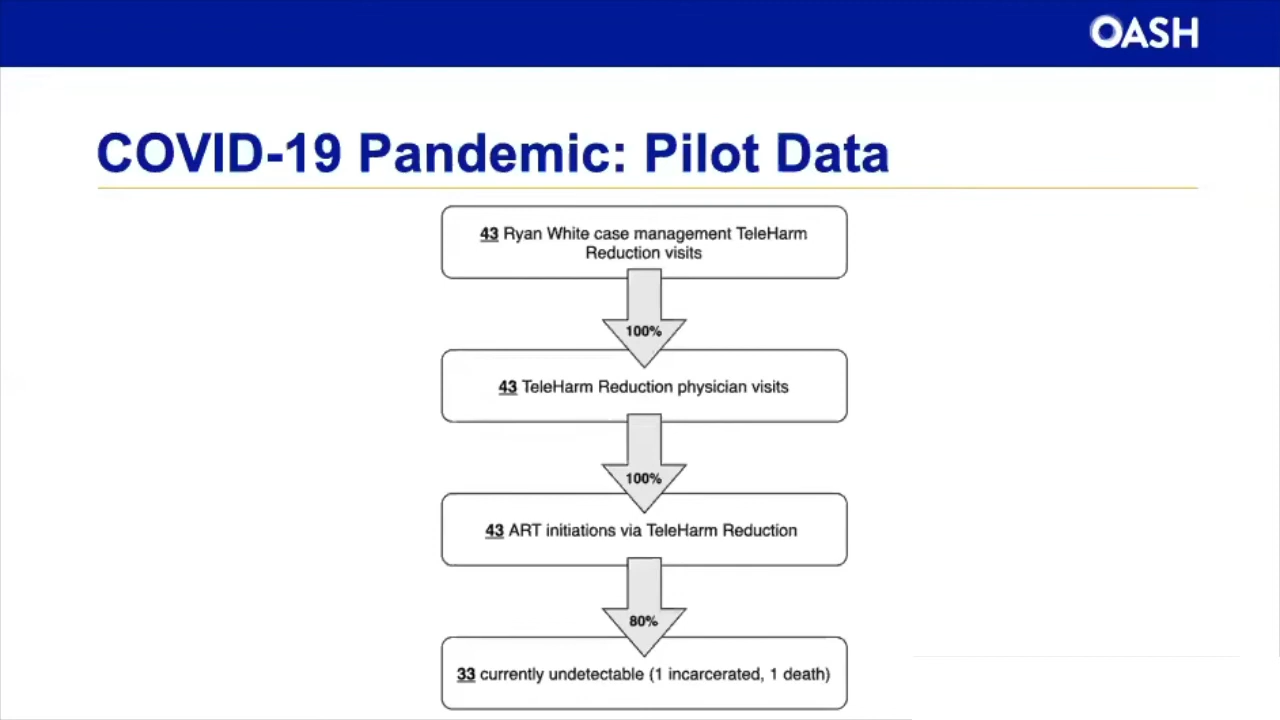 OASH
COVID-19 Pandemic: Pilot Data
43 Ryan White case management TeleHarm
Reduction visits
100%
43 TeleHarm Reduction physician visits
100%
43 ART initiations via TeleHarm Reduction
80%
33 currently undetectable (1 incarcerated, 1 death)